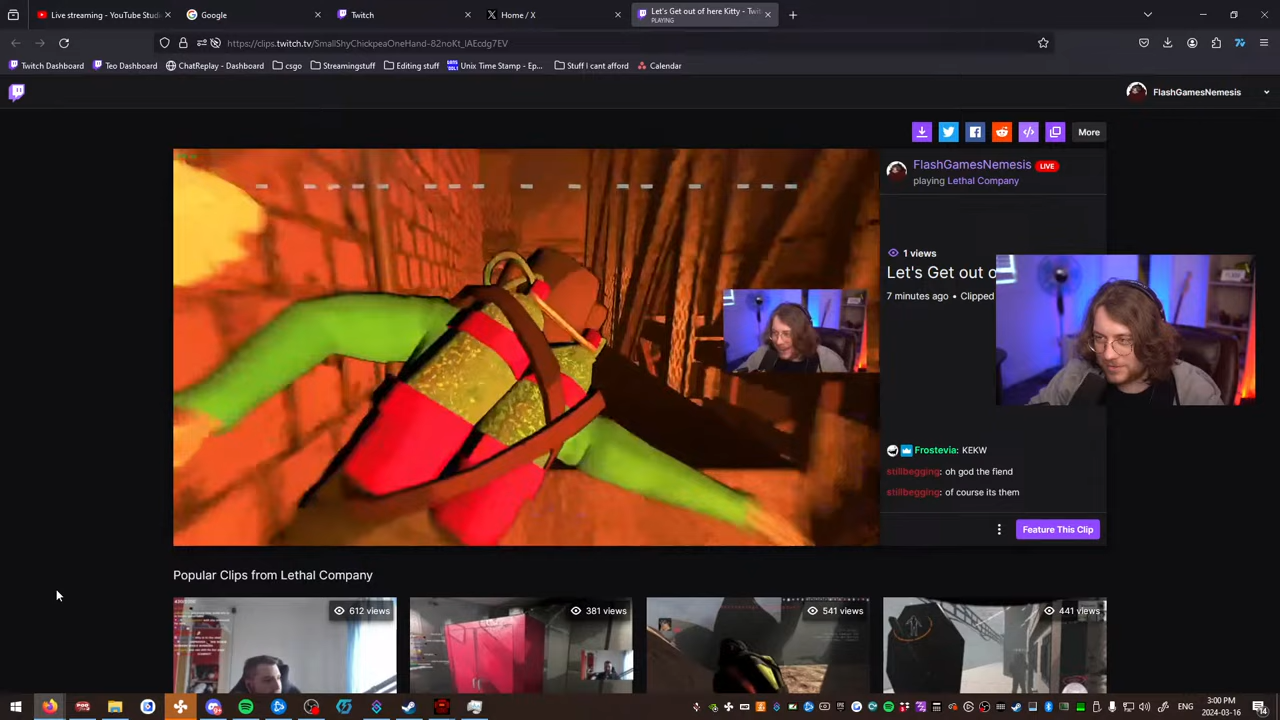 Live streaming - YouTube Stud
Google
Twitch
Home / X
Let's Get out of here Kitty - Twit
PLAYING
https://clips.twitch.tv/SmallShyChickpeaOneHand-82noKt_lAEcdg7EV
Twitch Dashboard
Teo Dashboard
ChatReplay - Dashboard
csgo
Streamingstuff
Editing stuff
Unix Time Stamp - Ep...
Stuff I cant afford
Calendar
FlashGamesNemesis
More
FlashGamesNemesis LIVE
playing Lethal Company
1 views
Let's Get out o
7 minutes ago • Clipped
Frostevia: KEKW
stillbegging: oh god the fiend
stillbegging: of course its them
Feature This Clip
Popular Clips from Lethal Company
612 views
381 views
541 views
441 views
3:00 PM
2024-03-16